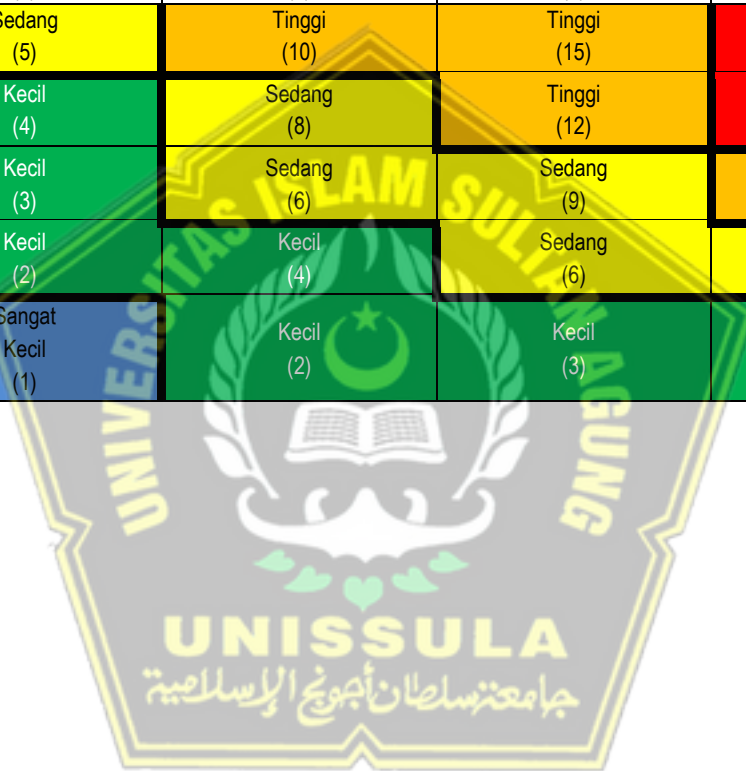 Sedang Tinggi Tinggi
(5) (10) (15)
Kecil Sedang Tinggi
(4) (8) (12)
Kecil Sedang Sedang
(3) (6) (9)
Kecil Kecil Sedang
(2) (4) (6)
Sangat
Kecil Kecil Kecil
(1) (2) (3)
UNIVERSITAS ISLAM SULTAN AGUNG
UNISSULA
جامعة سلطان أجونج الإسلامية